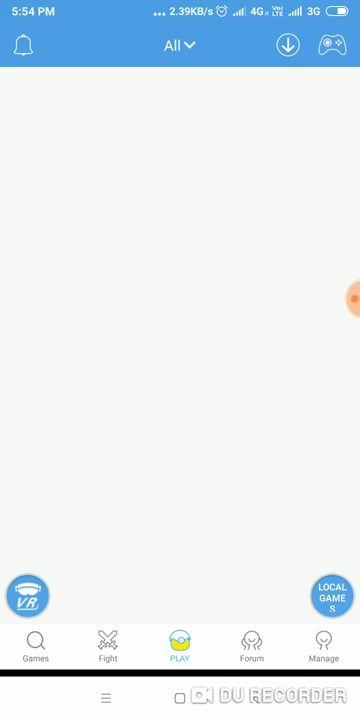 5:54 PM ... 2.39KB/s 4G Vo) LTE 3G
All
VR
LOCAL
GAME
S
Games Fight PLAY Forum Manage
DU RECORDER